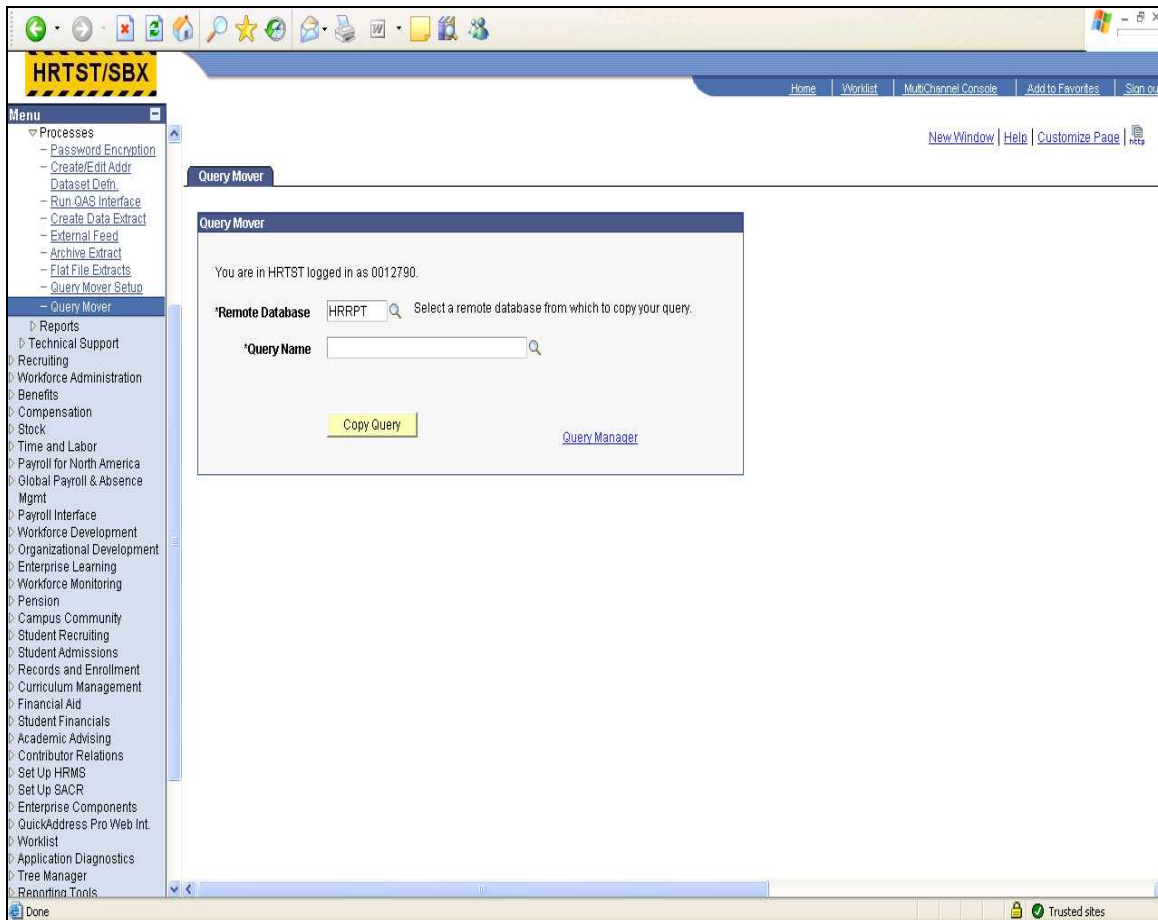 HRTST/SBX
Home
Worklist
MultiChannel Console
Add to Favorites
Sign ou
Menu
Processes
Password Encryption
Create/Edit Addr
Dataset Defn.
Run QAS Interface
Create Data Extract
External Feed
Archive Extract
Flat File Extracts
Query Mover Setup
Query Mover
Reports
Technical Support
Recruiting
Workforce Administration
Benefits
Compensation
Stock
Time and Labor
Payroll for North America
Global Payroll & Absence
Mgmt
Payroll Interface
Workforce Development
Organizational Development
Enterprise Learning
Workforce Monitoring
Pension
Campus Community
Student Recruiting
Student Admissions
Records and Enrollment
Curriculum Management
Financial Aid
Student Financials
Academic Advising
Contributor Relations
Set Up HRMS
Set Up SACR
Enterprise Components
QuickAddress Pro Web Int.
Worklist
Application Diagnostics
Tree Manager
Reporting Tools
New Window | Help | Customize Page | http
Query Mover
Query Mover
You are in HRTST logged in as 0012790.
*Remote Database HRRPT Select a remote database from which to copy your query.
*Query Name
Copy Query
Query Manager
Done
Trusted sites